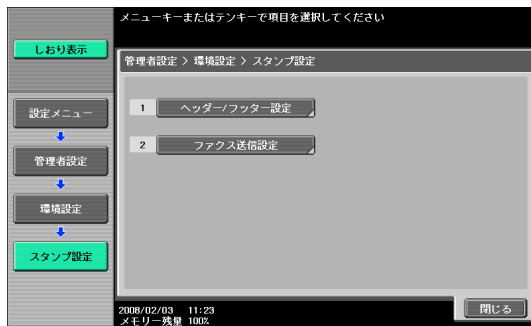 メニューキーまたはテンキーで項目を選択してください
しおり表示
管理者設定 > 環境設定 > スタンプ設定
設定メニュー
管理者設定
環境設定
スタンプ設定
1 ヘッダー/フッター設定
2 ファクス送信設定
2008/02/03 11:23
メモリー残量 100%
閉じる